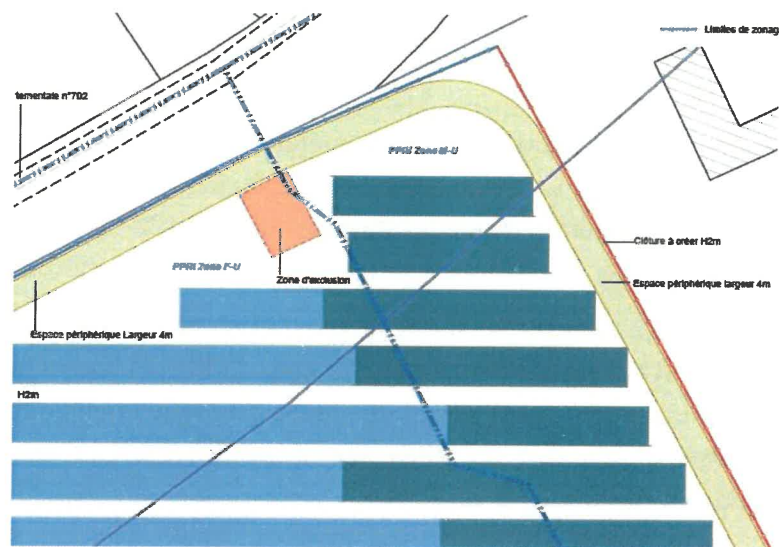 Limites de zonag
tementale n°702
PPRI Zone M-U
Clôture à créer H2m
PPRI Zone F-U
Zone d'exclusion
Espace périphérique largeur 4m
Espace périphérique Largeur 4m
H2m